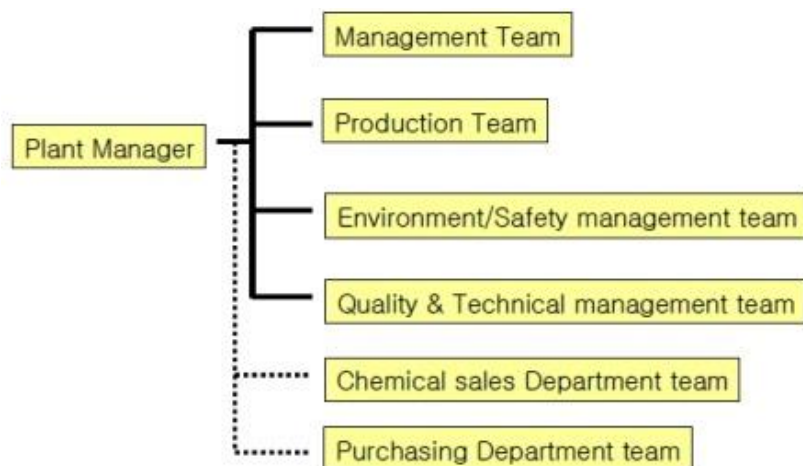 Management Team
Production Team
Plant Manager
Environment/Safety management team
Quality & Technical management team
Chemical sales Department team
Purchasing Department team